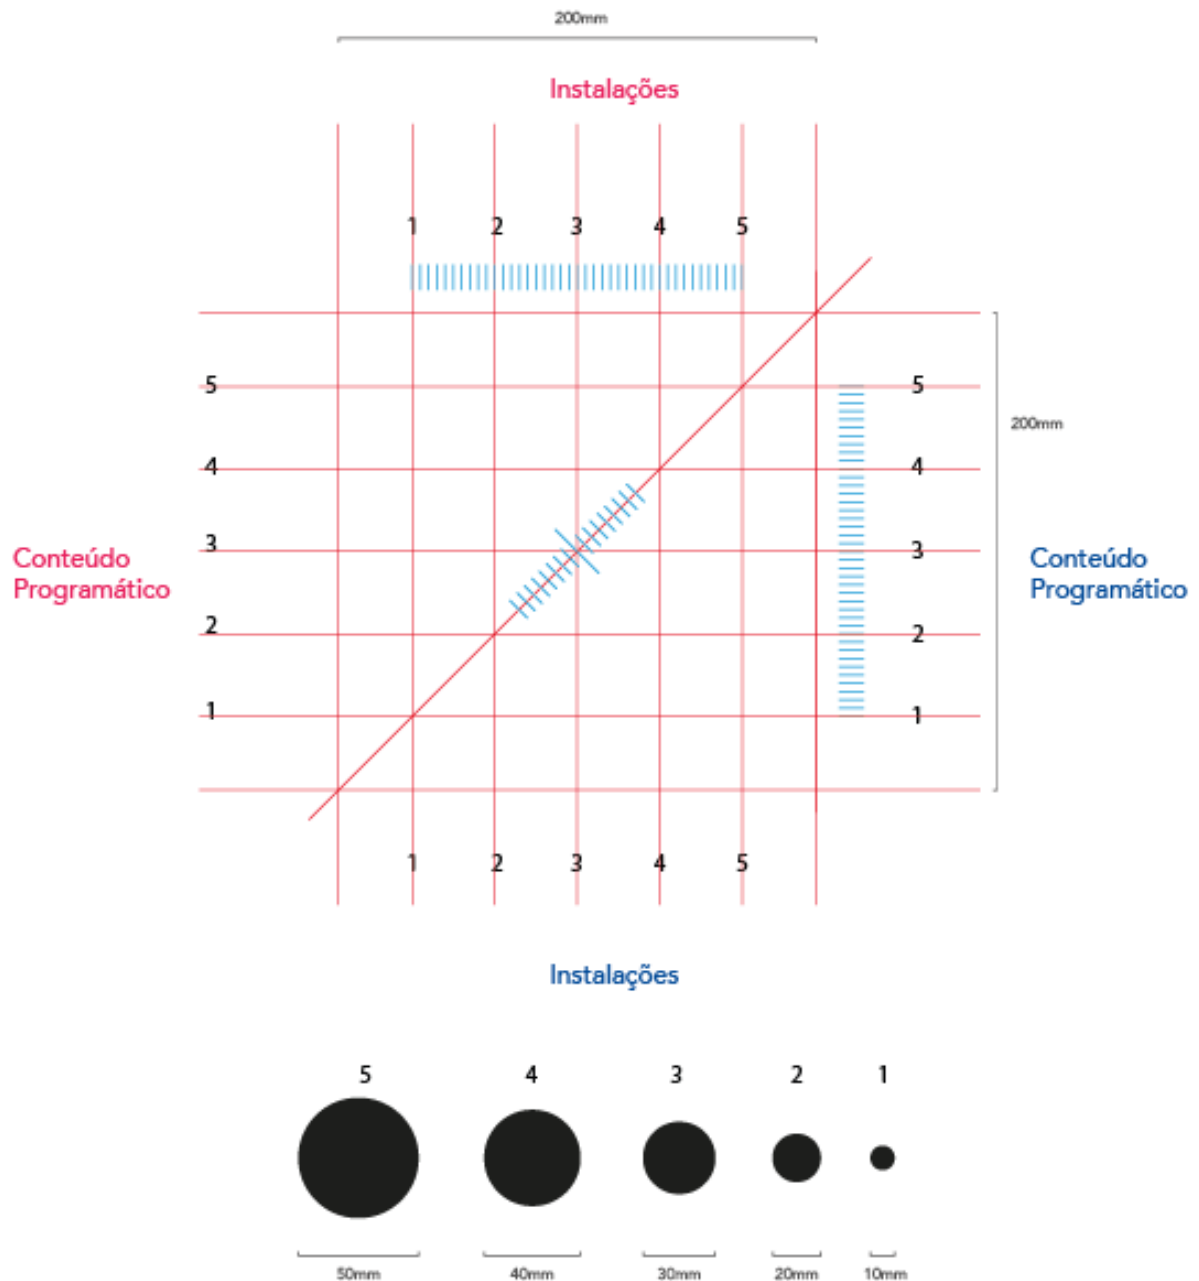 200mm
Instalações
1 2 3 4 5
5 5
200mm
4 4
3 3
Conteúdo
Programático
Conteúdo
Programático
2 2
1 1
1 2 3 4 5
Instalações
5 4 3 2 1
50mm 40mm 30mm 20mm 10mm